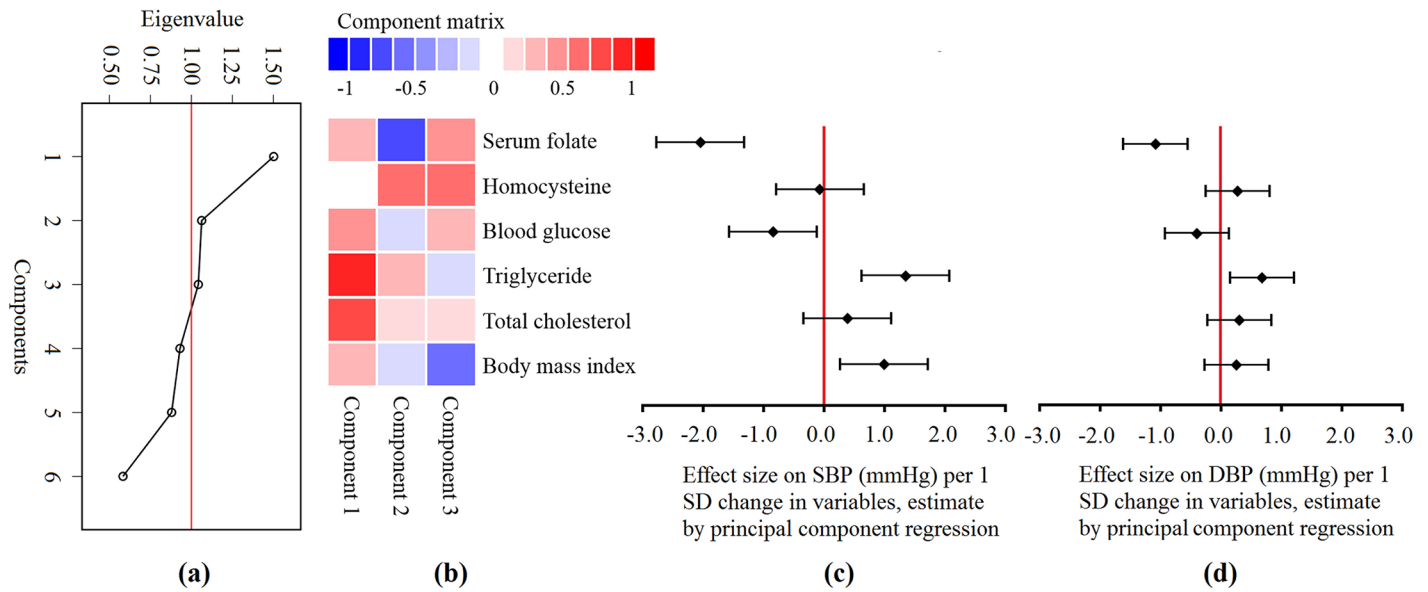 Eigenvalue
0.50 0.75 1.00 1.25 1.50
1
2
3
4
5
6
Components
(a)
Component matrix
-1 -0.5 0 0.5 1
Serum folate
Homocysteine
Blood glucose
Triglyceride
Total cholesterol
Body mass index
Component 1
Component 2
Component 3
(b)
-3.0 -2.0 -1.0 0.0 1.0 2.0 3.0
Effect size on SBP (mmHg) per 1
SD change in variables, estimate
by principal component regression
(c)
-3.0 -2.0 -1.0 0.0 1.0 2.0 3.0
Effect size on DBP (mmHg) per 1
SD change in variables, estimate
by principal component regression
(d)